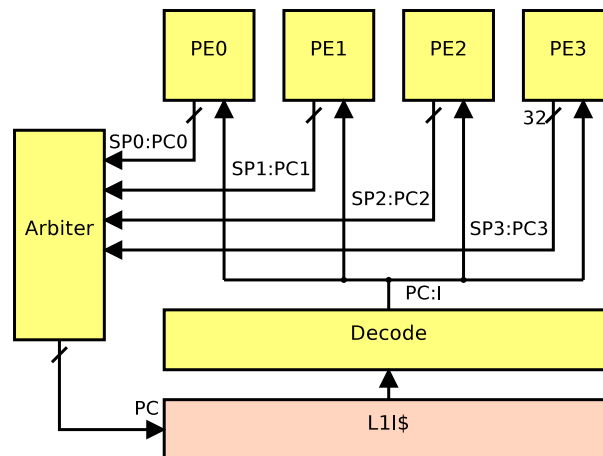 PE0
PE1
PE2
PE3
32
SP0:PC0
SP1:PC1
SP2:PC2
SP3:PC3
Arbiter
PC:I
Decode
PC
L1I$